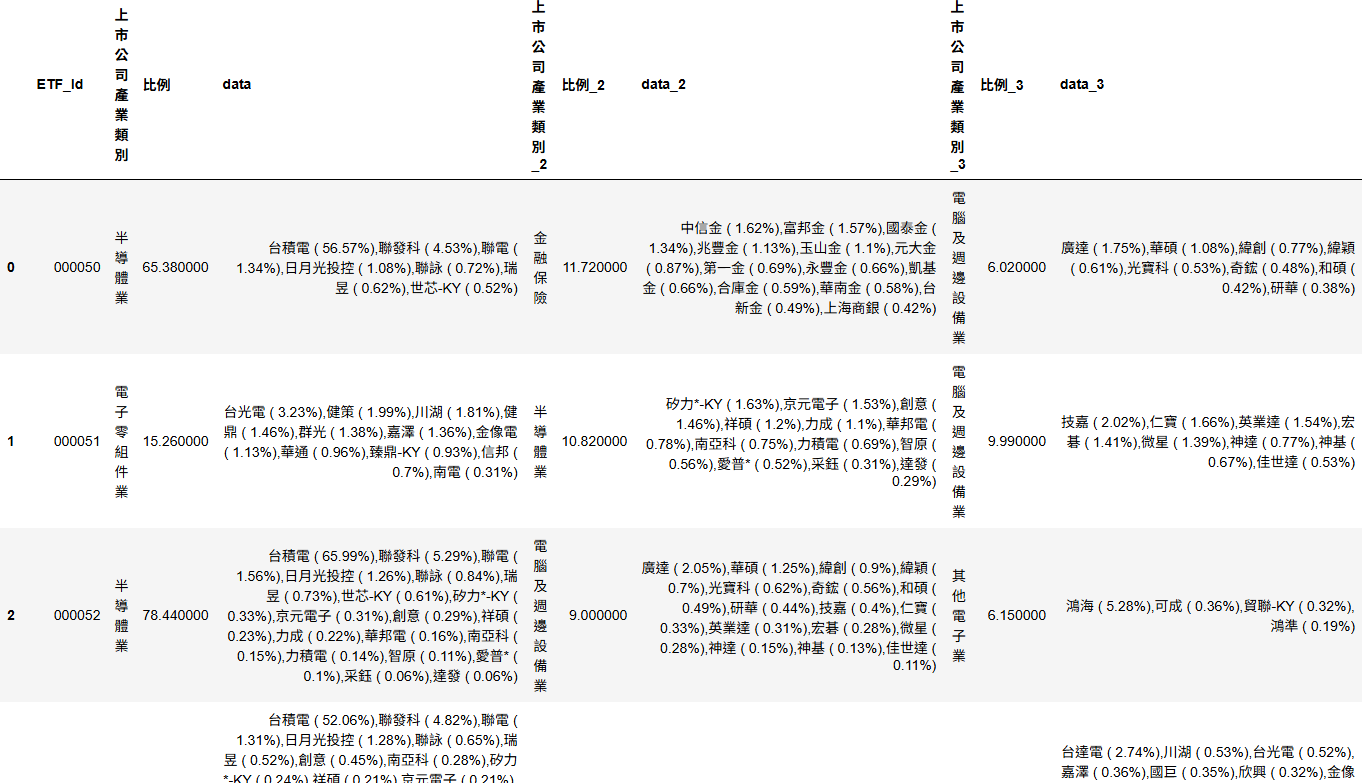 ETF_Id
上
市
公
司
產
業
類
別
比例
data
上
市
公
司
產
業
類
別
_2
比例_2
data_2
上
市
公
司
產
業
類
別
_3
比例_3
data_3
0
000050
半
導
體
業
65.380000
台積電 ( 56.57%),聯發科 ( 4.53%),聯電 (
1.34%),日月光投控 ( 1.08%),聯詠 ( 0.72%),瑞
昱 ( 0.62%),世芯-KY ( 0.52%)
金
融
保
險
11.720000
中信金 ( 1.62%),富邦金 ( 1.57%),國泰金 (
1.34%),兆豐金 ( 1.13%),玉山金 ( 1.1%),元大金
( 0.87%),第一金 ( 0.69%),永豐金 ( 0.66%),凱基
金 ( 0.66%),合庫金 ( 0.59%),華南金 ( 0.58%),台
新金 ( 0.49%),上海商銀 ( 0.42%)
電
腦
及
週
邊
設
備
業
6.020000
廣達 ( 1.75%),華碩 ( 1.08%),緯創 ( 0.77%),緯穎
( 0.61%),光寶科 ( 0.53%),奇鋐 ( 0.48%),和碩 (
0.42%),研華 ( 0.38%)
1
000051
電
子
零
組
件
業
15.260000
台光電 ( 3.23%),健策 ( 1.99%),川湖 ( 1.81%),健
鼎 ( 1.46%),群光 ( 1.38%),嘉澤 ( 1.36%),金像電
( 1.13%),華通 ( 0.96%),臻鼎-KY ( 0.93%),信邦 (
0.7%),南電 ( 0.31%)
半
導
體
業
10.820000
矽力*-KY ( 1.63%),京元電子 ( 1.53%),創意 (
1.46%),祥碩 ( 1.2%),力成 ( 1.1%),華邦電 (
0.78%),南亞科 ( 0.75%),力積電 ( 0.69%),智原 (
0.56%),愛普* ( 0.52%),采鈺 ( 0.31%),達發 (
0.29%)
電
腦
及
週
邊
設
備
業
9.990000
技嘉 ( 2.02%),仁寶 ( 1.66%),英業達 ( 1.54%),宏
碁 ( 1.41%),微星 ( 1.39%),神達 ( 0.77%),神基 (
0.67%),佳世達 ( 0.53%)
2
000052
半
導
體
業
78.440000
台積電 ( 65.99%),聯發科 ( 5.29%),聯電 (
1.56%),日月光投控 ( 1.26%),聯詠 ( 0.84%),瑞
昱 ( 0.73%),世芯-KY ( 0.61%),矽力*-KY (
0.33%),京元電子 ( 0.31%),創意 ( 0.29%),祥碩 (
0.23%),力成 ( 0.22%),華邦電 ( 0.16%),南亞科 (
0.15%),力積電 ( 0.14%),智原 ( 0.11%),愛普* (
0.1%),采鈺 ( 0.06%),達發 ( 0.06%)
電
腦
及
週
邊
設
備
業
9.000000
廣達 ( 2.05%),華碩 ( 1.25%),緯創 ( 0.9%),緯穎 (
0.7%),光寶科 ( 0.62%),奇鋐 ( 0.56%),和碩 (
0.49%),研華 ( 0.44%),技嘉 ( 0.4%),仁寶 (
0.33%),英業達 ( 0.31%),宏碁 ( 0.28%),微星 (
0.28%),神達 ( 0.15%),神基 ( 0.13%),佳世達 (
0.11%)
其
他
電
子
業
6.150000
鴻海 ( 5.28%),可成 ( 0.36%),貿聯-KY ( 0.32%),
鴻準 ( 0.19%)
台積電 ( 52.06%),聯發科 ( 4.82%),聯電 (
1.31%),日月光投控 ( 1.28%),聯詠 ( 0.65%),瑞
昱 ( 0.52%),創意 ( 0.45%),南亞科 ( 0.28%),矽力
*-KY ( 0.24%),祥碩 ( 0.21%),京元電子 ( 0.21%),
台達電 ( 2.74%),川湖 ( 0.53%),台光電 ( 0.52%),
嘉澤 ( 0.36%),國巨 ( 0.35%),欣興 ( 0.32%),金像